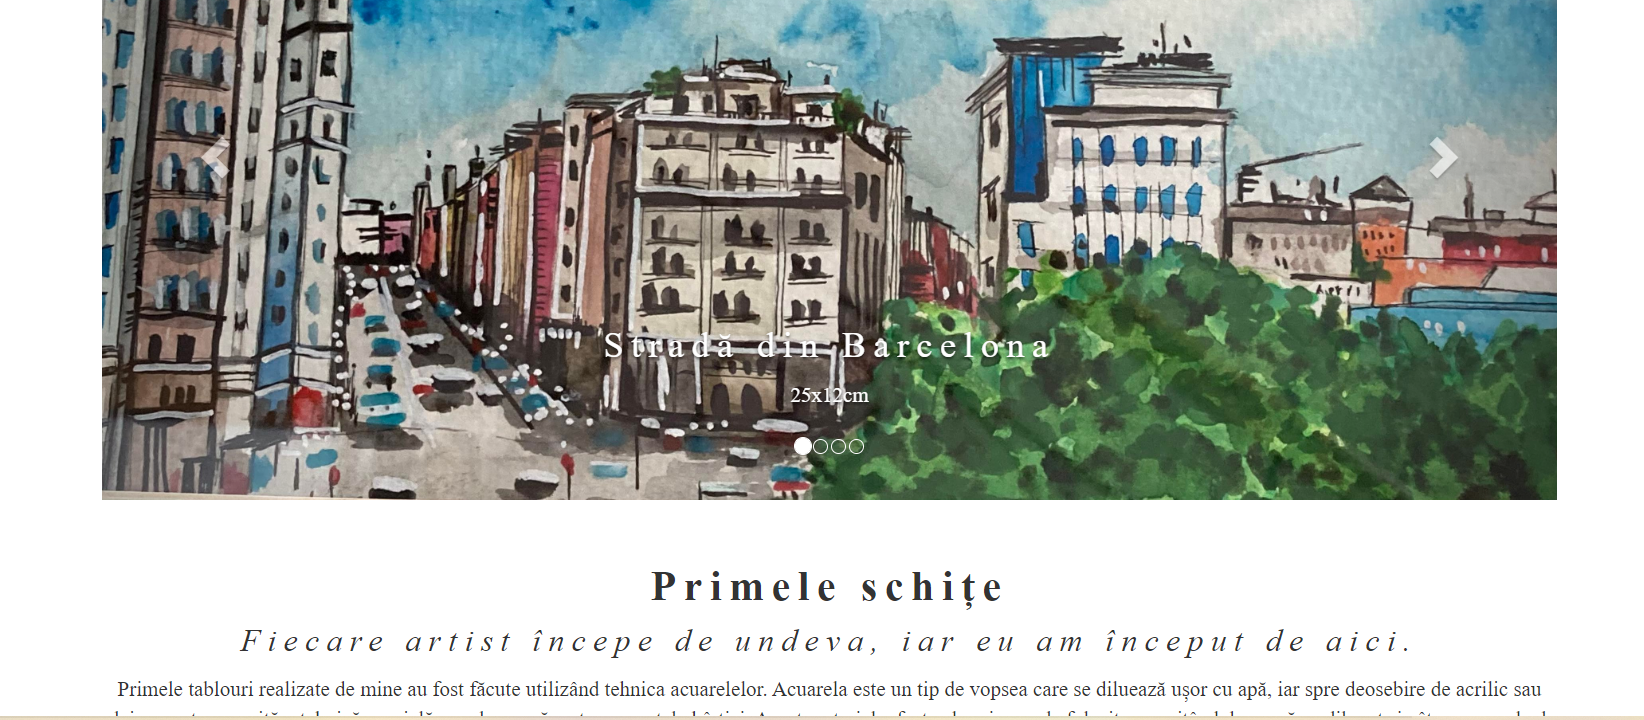 Stradă din Barcelona
25x12cm
Primele schițe
Fiecare artist începe de undeva, iar eu am început de aici.
Primele tablouri realizate de mine au fost făcute utilizând tehnica acuarelelor. Acuarela este un tip de vopsea care se diluează ușor cu apă, iar spre deosebire de acrilic sau